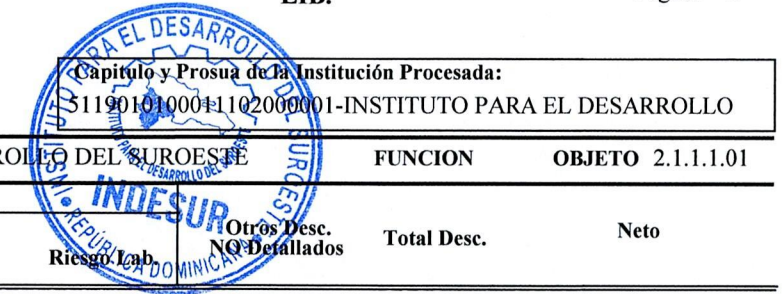 Capitulo y Prosua de la Institución Procesada:
5119010100011102000001-INSTITUTO PARA EL DESARROLLO
DEL SUROESTE FUNCION OBJETO 2.1.1.1.01
Riesgo Lab. Otros Desc. NO Detallados Total Desc. Neto
INSTITUTO PARA EL DESARROLLO DEL SUROESTE
INDESUR
REPÚBLICA DOMINICANA